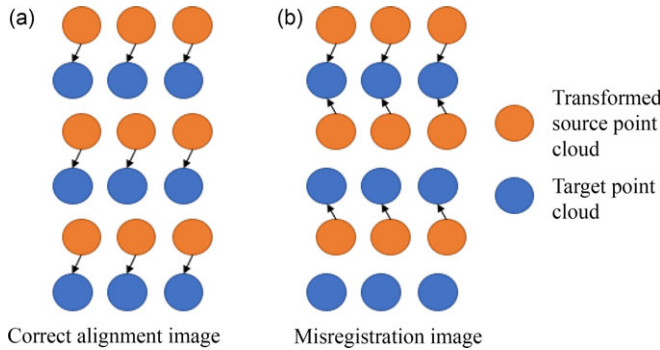 (a)
(b)
Transformed
source point
cloud
Target point
cloud
Correct alignment image
Misregistration image